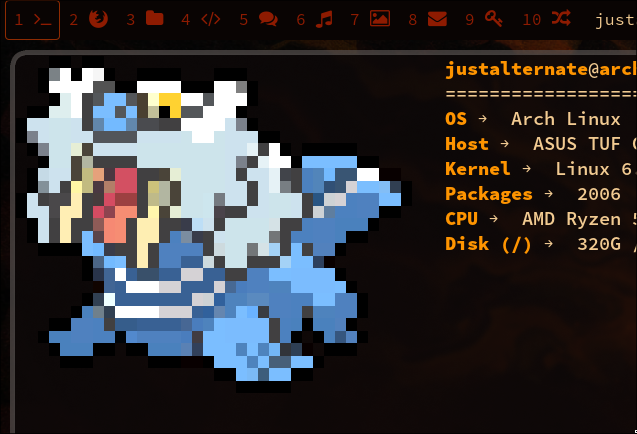 1 2 3 4 5 6 7 8 9 10 just
justalternate@arc
==================
OS → Arch Linux
Host → ASUS TUF
Kernel → Linux 6.
Packages → 2006
CPU → AMD Ryzen 5
Disk (/) → 320G /